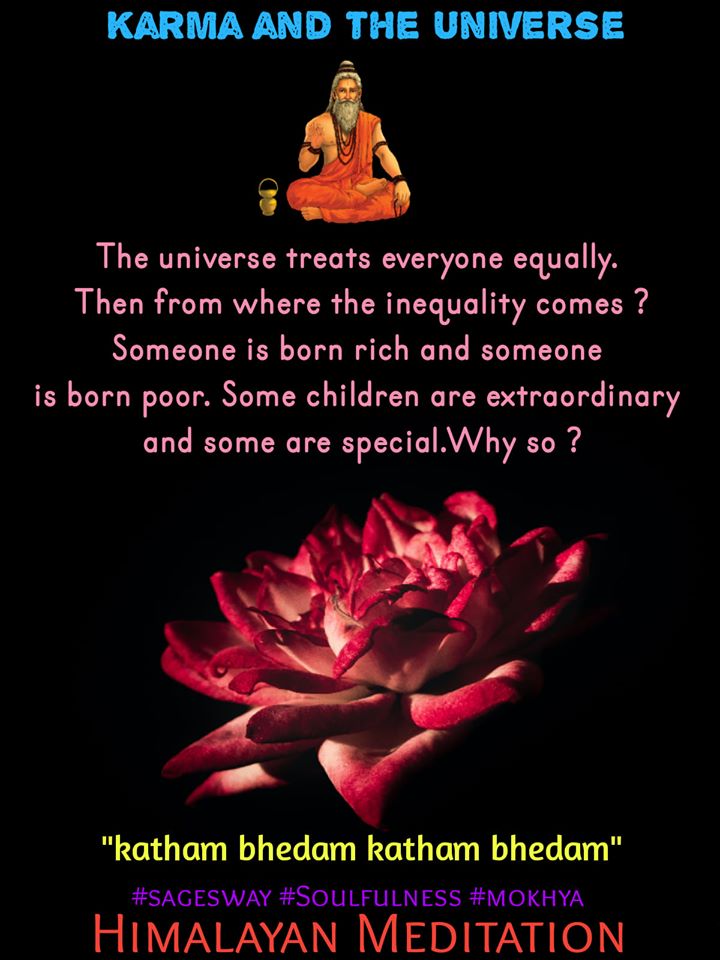 KARMA AND THE UNIVERSE
The universe treats everyone equally.
Then from where the inequality comes ?
Someone is born rich and someone
is born poor. Some children are extraordinary
and some are special.Why so ?
"katham bhedam katham bhedam"
#SAGESWAY #SOULFULNESS #MOKHYA
HIMALAYAN MEDITATION